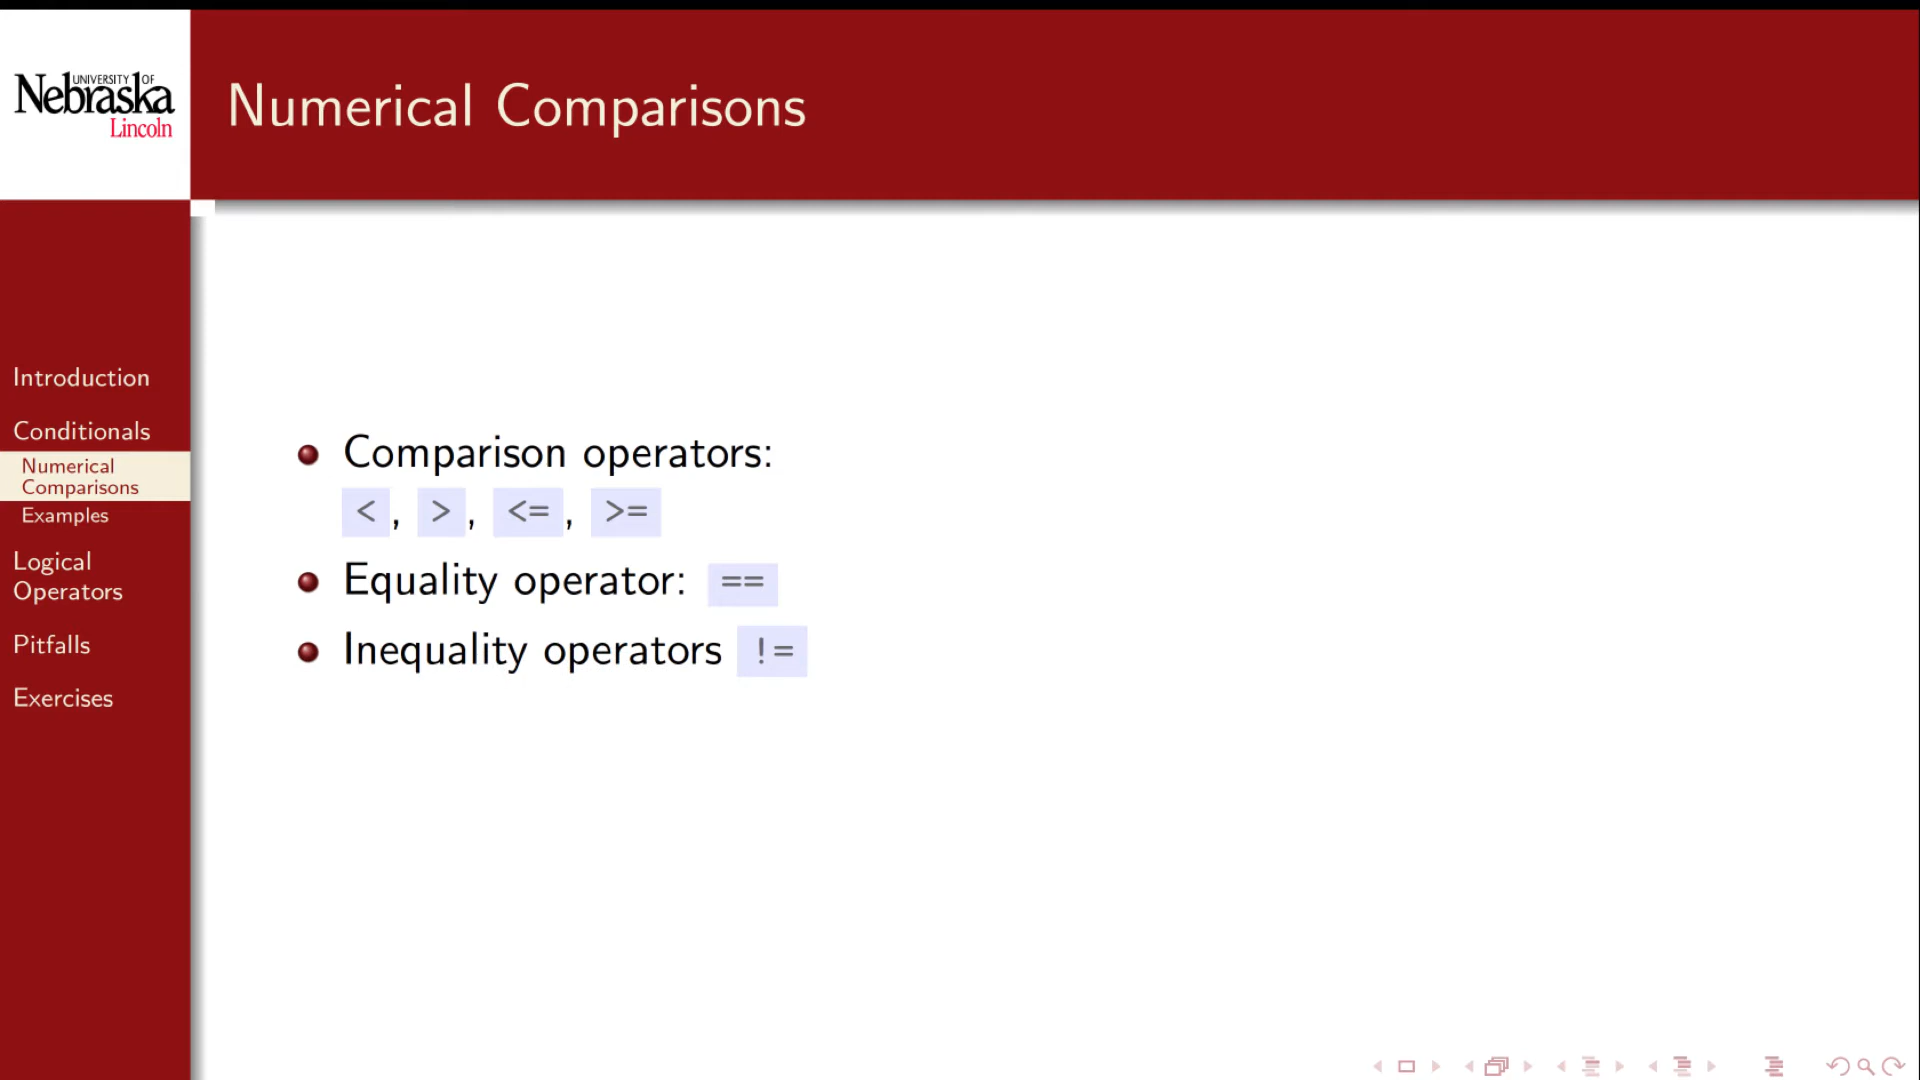 UNIVERSITY OF
Nebraska
Lincoln
Numerical Comparisons
Introduction
Conditionals
Numerical
Comparisons
Examples
Logical
Operators
Pitfalls
Exercises
Comparison operators:
<, >, <=, >=
Equality operator: ==
Inequality operators !=